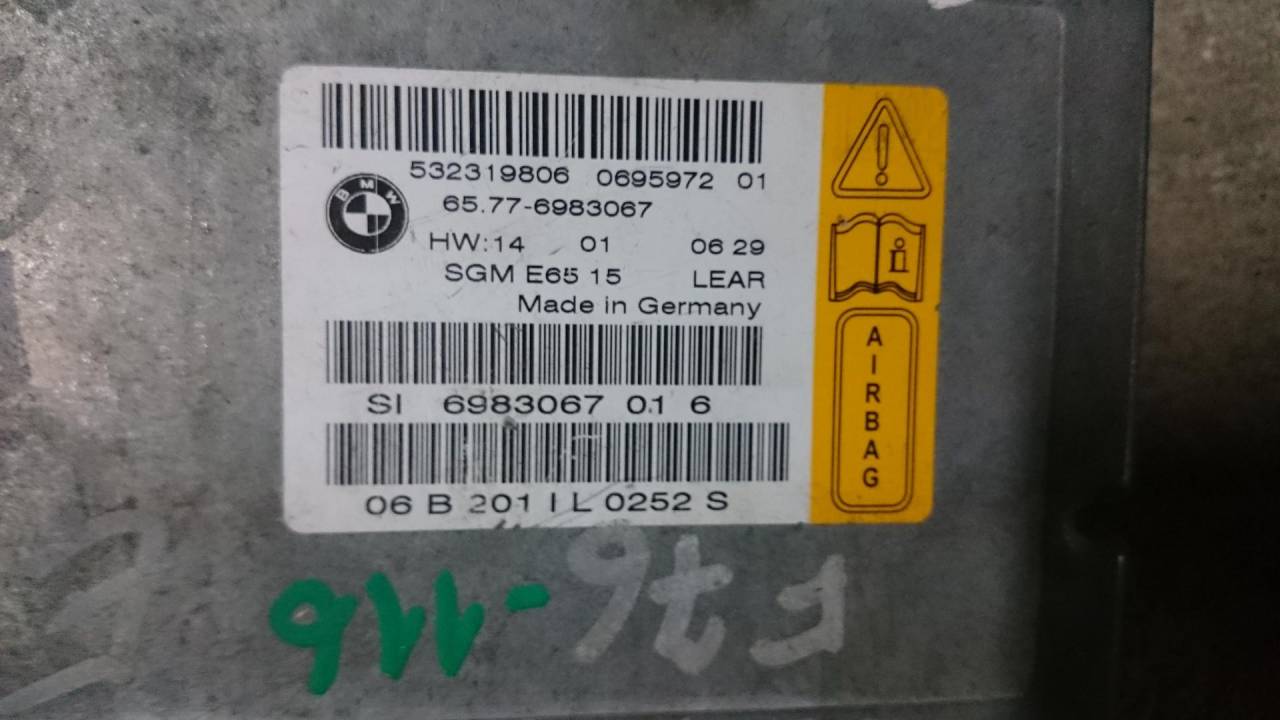 532319806 0695972 01
BMW
65.77-6983067
HW:14 01 06 29
SGM E65 15 LEAR
Made in Germany
SI 6983067 01 6
06 B 201 I L 0252 S
AIRBAG